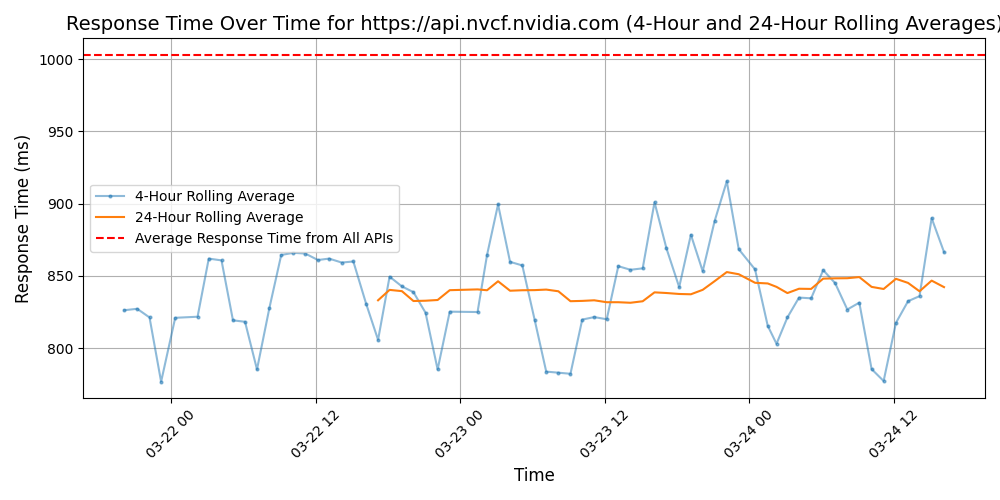 Response Time Over Time for https://api.nvcf.nvidia.com (4-Hour and 24-Hour Rolling Averages)
Response Time (ms)
1000
950
900
850
800
4-Hour Rolling Average
24-Hour Rolling Average
Average Response Time from All APIs
03-22 00
03-22 12
03-23 00
03-23 12
03-24 00
03-24 12
Time